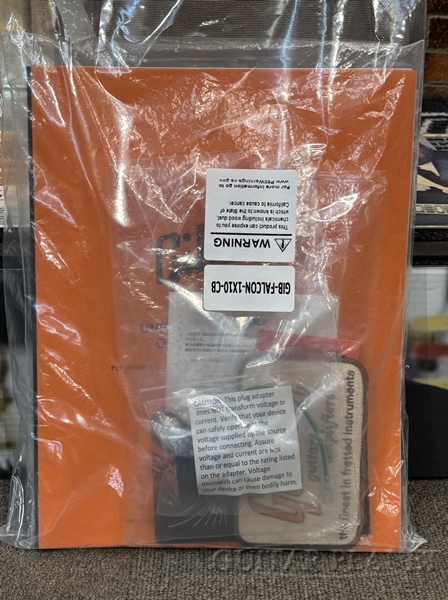 ⚠ WARNING
This product can expose you to
chemicals including wood dust,
which is known to the State of
California to cause cancer.
For more information go to
www.P65Warnings.ca.gov
GIB-FALCON-1X10-CB
CAUTION: This plug adapter
does NOT transform voltage or
current. Verify that your device
can safely operate at the
voltage supplied by the source
before connecting. Assure
voltage and current are less
than or equal to the rating listed
on the adapter. Voltage
mismatch can cause damage to
your device or even bodily harm.
the finest in fretted instruments
GUITAR PLANET